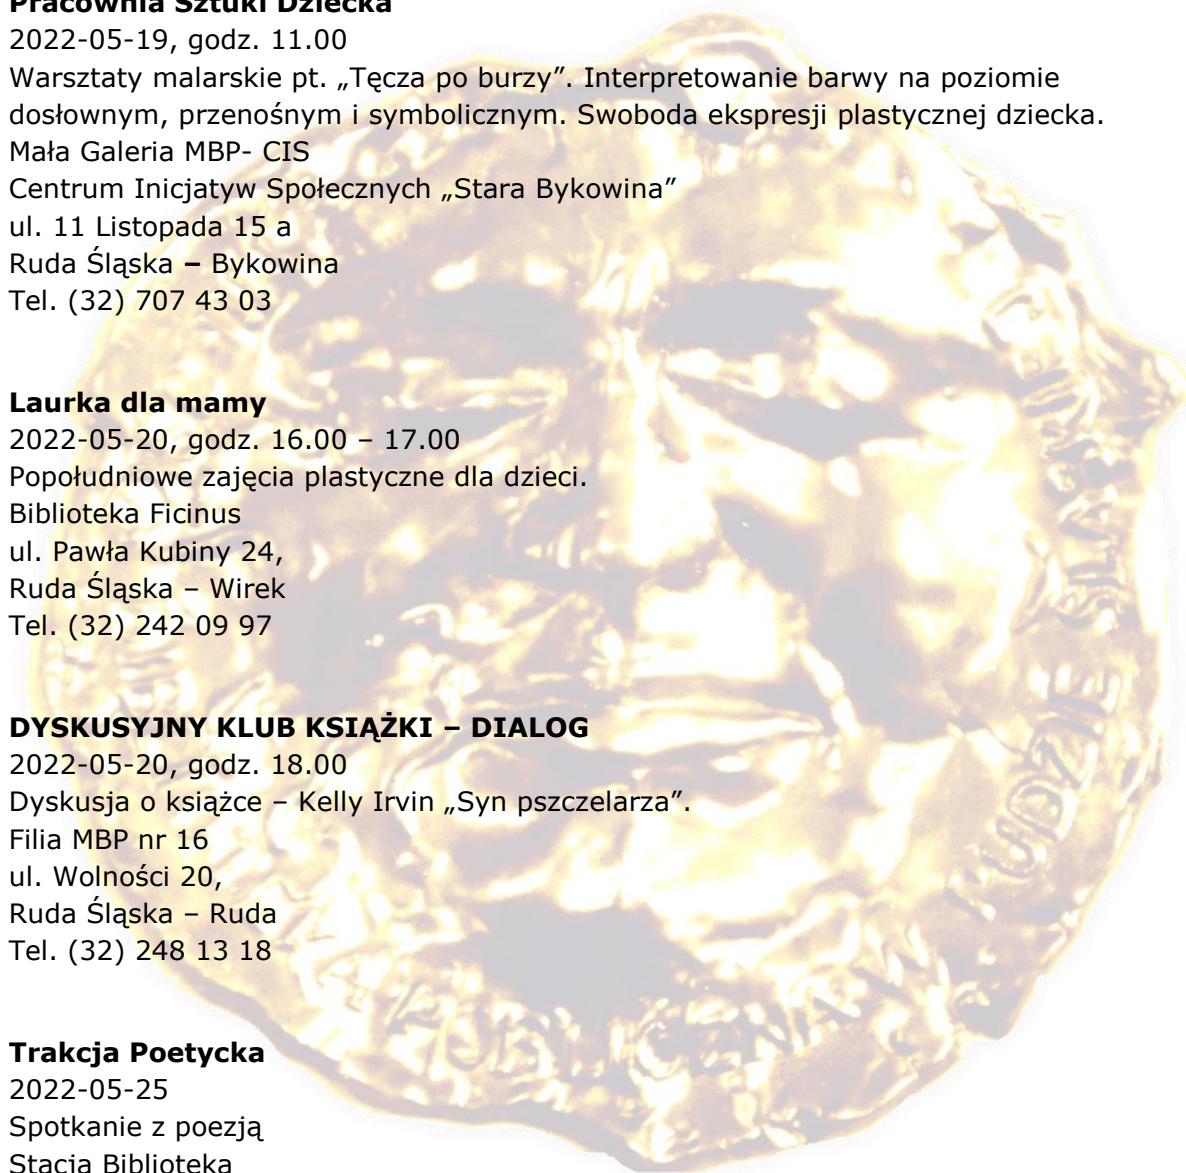 Pracownia Sztuki Dziecka
2022-05-19, godz. 11.00
Warsztaty malarskie pt. „Tęcza po burzy”. Interpretowanie barwy na poziomie
dosłownym, przenośnym i symbolicznym. Swoboda ekspresji plastycznej dziecka.
Mała Galeria MBP- CIS
Centrum Inicjatyw Społecznych „Stara Bykowina”
ul. 11 Listopada 15 a
Ruda Śląska – Bykowina
Tel. (32) 707 43 03
Laurka dla mamy
2022-05-20, godz. 16.00 – 17.00
Popołudniowe zajęcia plastyczne dla dzieci.
Biblioteka Ficinus
ul. Pawła Kubiny 24,
Ruda Śląska – Wirek
Tel. (32) 242 09 97
DYSKUSYJNY KLUB KSIĄŻKI – DIALOG
2022-05-20, godz. 18.00
Dyskusja o książce – Kelly Irvin „Syn pszczelarza”.
Filia MBP nr 16
ul. Wolności 20,
Ruda Śląska – Ruda
Tel. (32) 248 13 18
Trakcja Poetycka
2022-05-25
Spotkanie z poezją
Stacja Biblioteka
LUDZIE